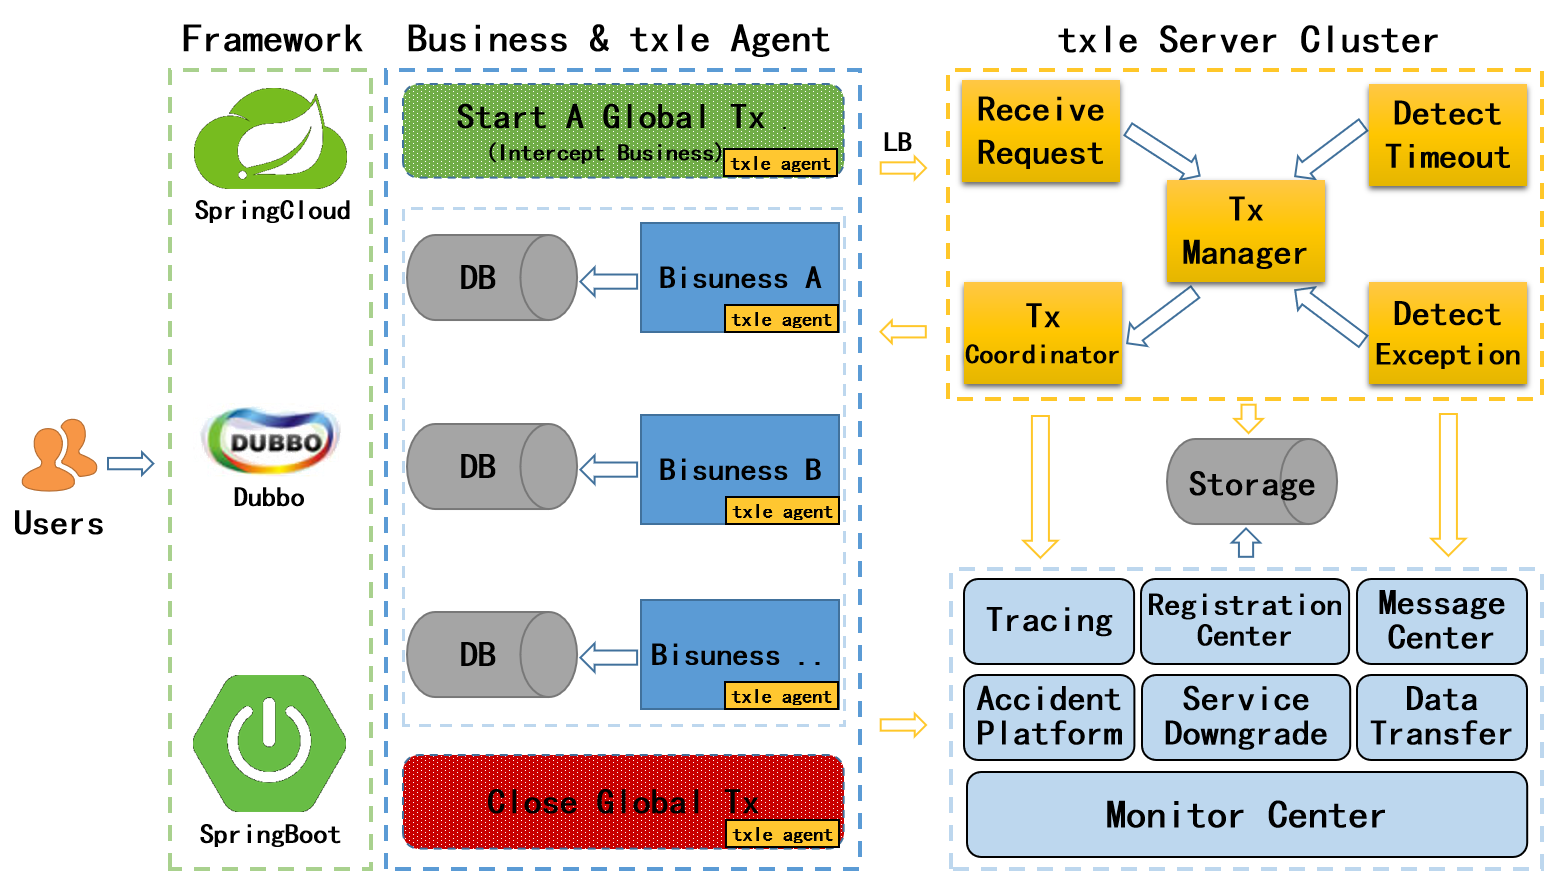 Framework
Business & txle Agent
txle Server Cluster
SpringCloud
DUBBO
Dubbo
SpringBoot
Users
Start A Global Tx .
(Intercept Business)
txle agent
DB
Bisuness A
txle agent
DB
Bisuness B
txle agent
DB
Bisuness ..
txle agent
Close Global Tx
txle agent
LB
Receive
Request
Detect
Timeout
Tx
Manager
Tx
Coordinator
Detect
Exception
Storage
Tracing
Registration
Center
Message
Center
Accident
Platform
Service
Downgrade
Data
Transfer
Monitor Center